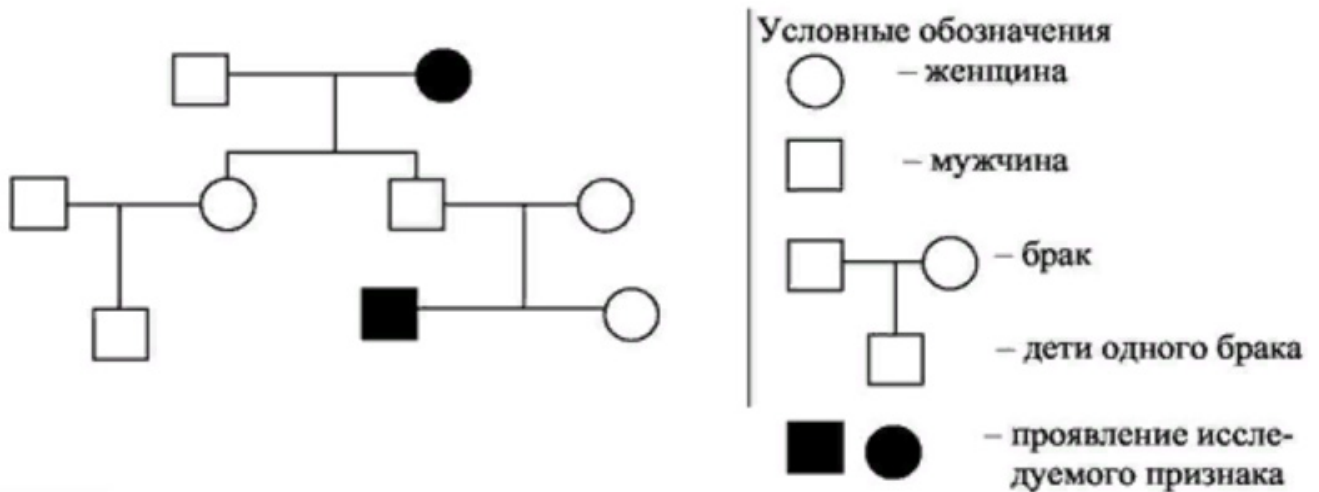 Условные обозначения
– женщина
– мужчина
– брак
– дети одного брака
– проявление иссле-
дуемого признака